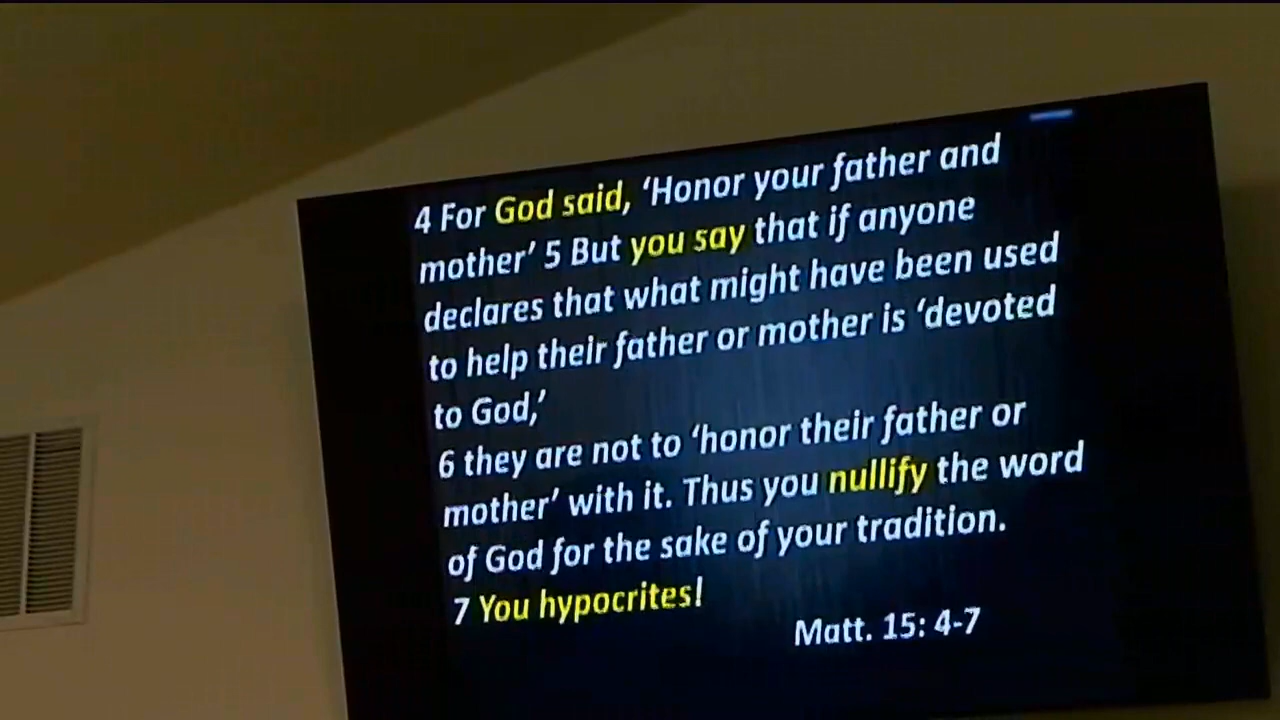 4 For God said, ‘Honor your father and
mother’ 5 But you say that if anyone
declares that what might have been used
to help their father or mother is ‘devoted
to God,’
6 they are not to ‘honor their father or
mother’ with it. Thus you nullify the word
of God for the sake of your tradition.
7 You hypocrites!
Matt. 15: 4-7